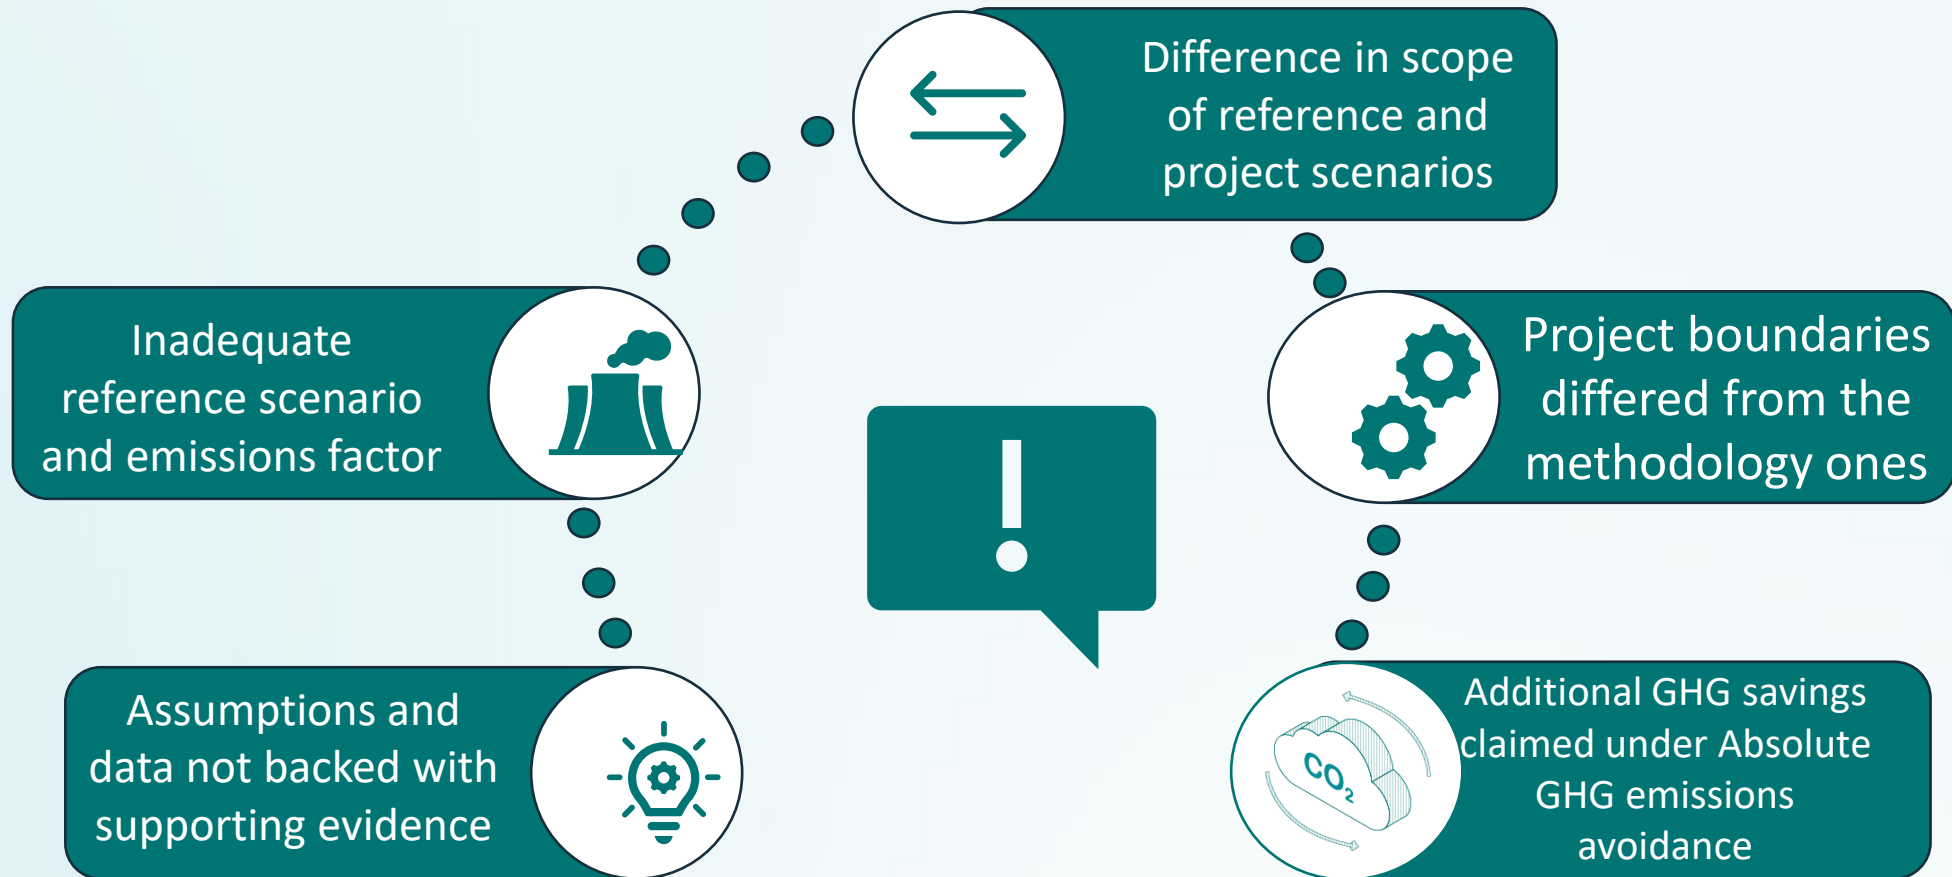 Difference in scope
of reference and
project scenarios
Inadequate
reference scenario
and emissions factor
Project boundaries
differed from the
methodology ones
Assumptions and
data not backed with
supporting evidence
Additional GHG savings
claimed under Absolute
GHG emissions
avoidance
CO₂
!